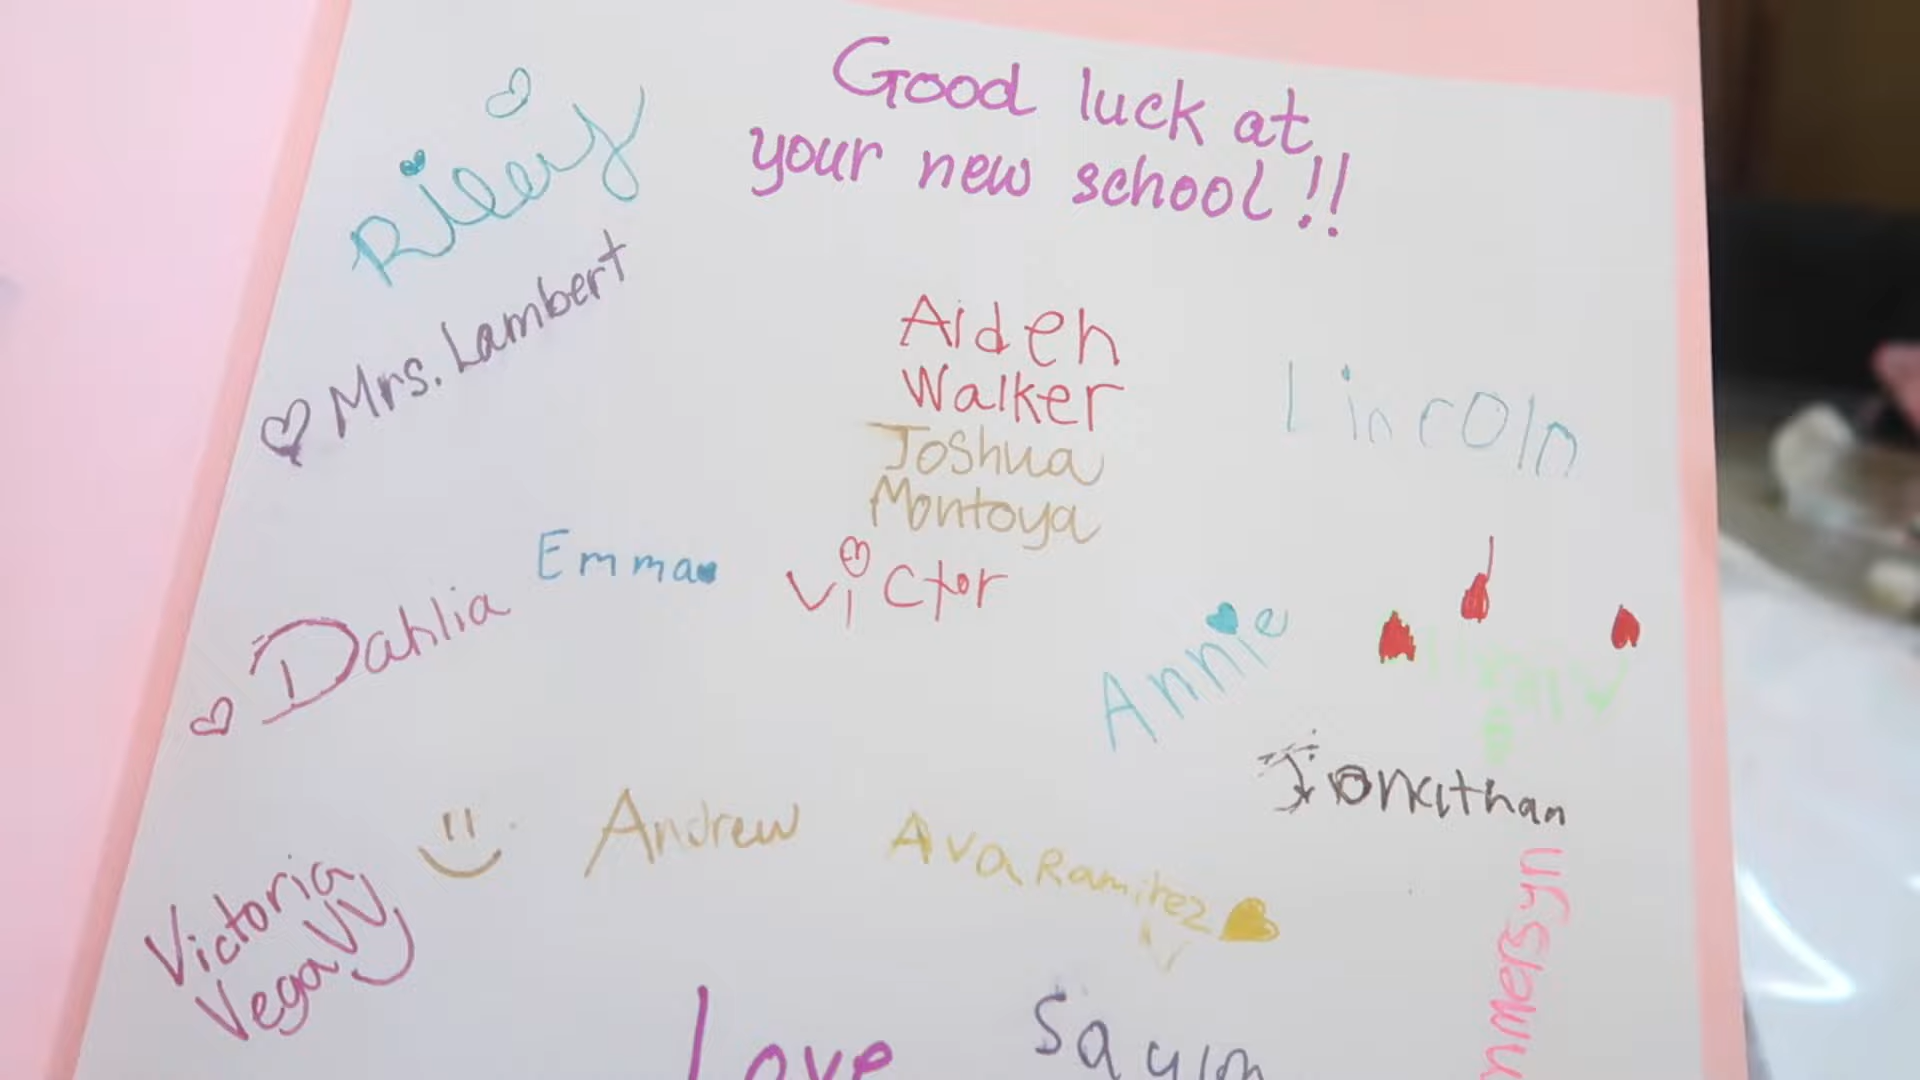 Good luck at
your new school!!
Riley
Mrs. Lambert
Aiden
Walker
Lincoln
Joshua
Montoya
Emma
Victor
Dahlia
Annie
Jonathan
Andrew
Ava Ramirez
Victoria
Vega
Love